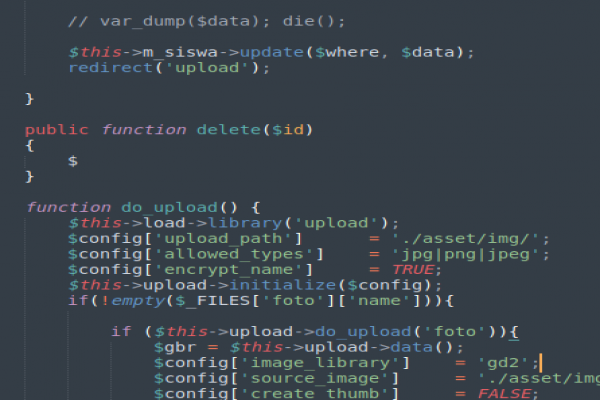 // var_dump($data); die();
$this->m_siswa->update($where, $data);
redirect('upload');
}
public function delete($id)
{
$
}
function do_upload() {
$this->load->library('upload');
$config['upload_path'] = './asset/img/';
$config['allowed_types'] = 'jpg|png|jpeg';
$config['encrypt_name'] = TRUE;
$this->upload->initialize($config);
if(!empty($_FILES['foto']['name'])){
if ($this->upload->do_upload('foto')){
$gbr = $this->upload->data();
$config['image_library'] = 'gd2';
$config['source_image'] = './asset/img
$config['create_thumb'] = FALSE;